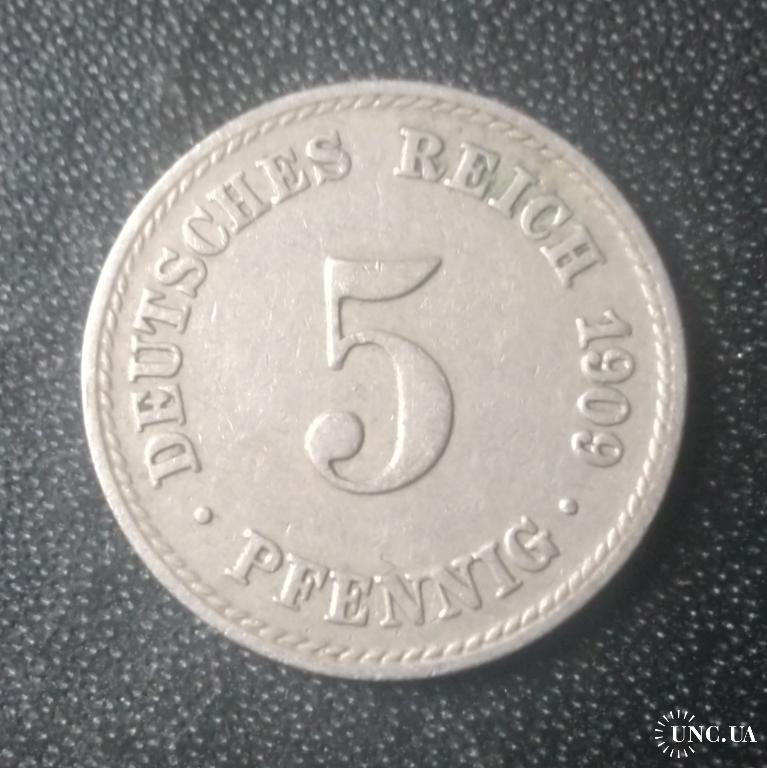 DEUTSCHES REICH 1909
5
· PFENNIG ·
UNC.UA